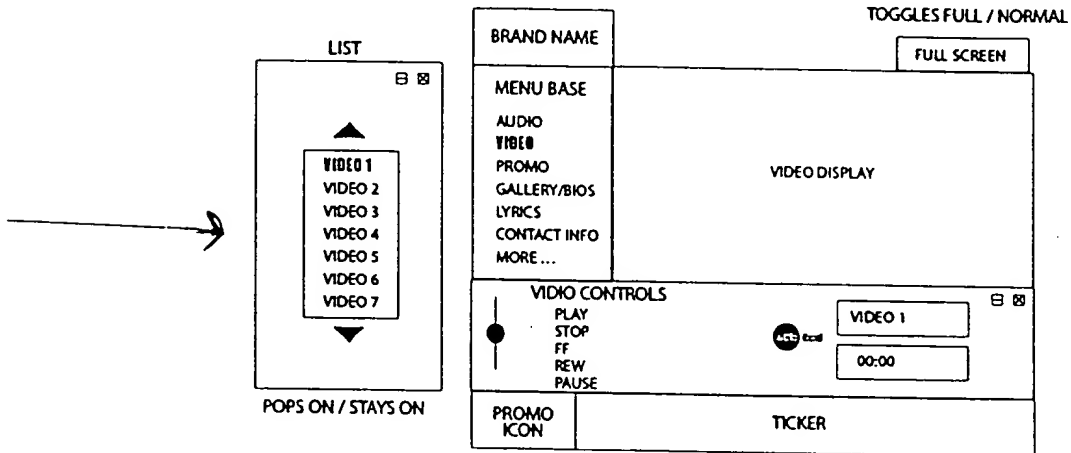 LIST
VIDEO 1
VIDEO 2
VIDEO 3
VIDEO 4
VIDEO 5
VIDEO 6
VIDEO 7
POPS ON / STAYS ON
TOGGLES FULL / NORMAL
BRAND NAME
FULL SCREEN
MENU BASE
AUDIO
VIDEO
PROMO
GALLERY/BIOS
LYRICS
CONTACT INFO
MORE ...
VIDEO DISPLAY
VIDIO CONTROLS
PLAY
STOP
FF
REW
PAUSE
VIDEO 1
00:00
PROMO
ICON
TICKER